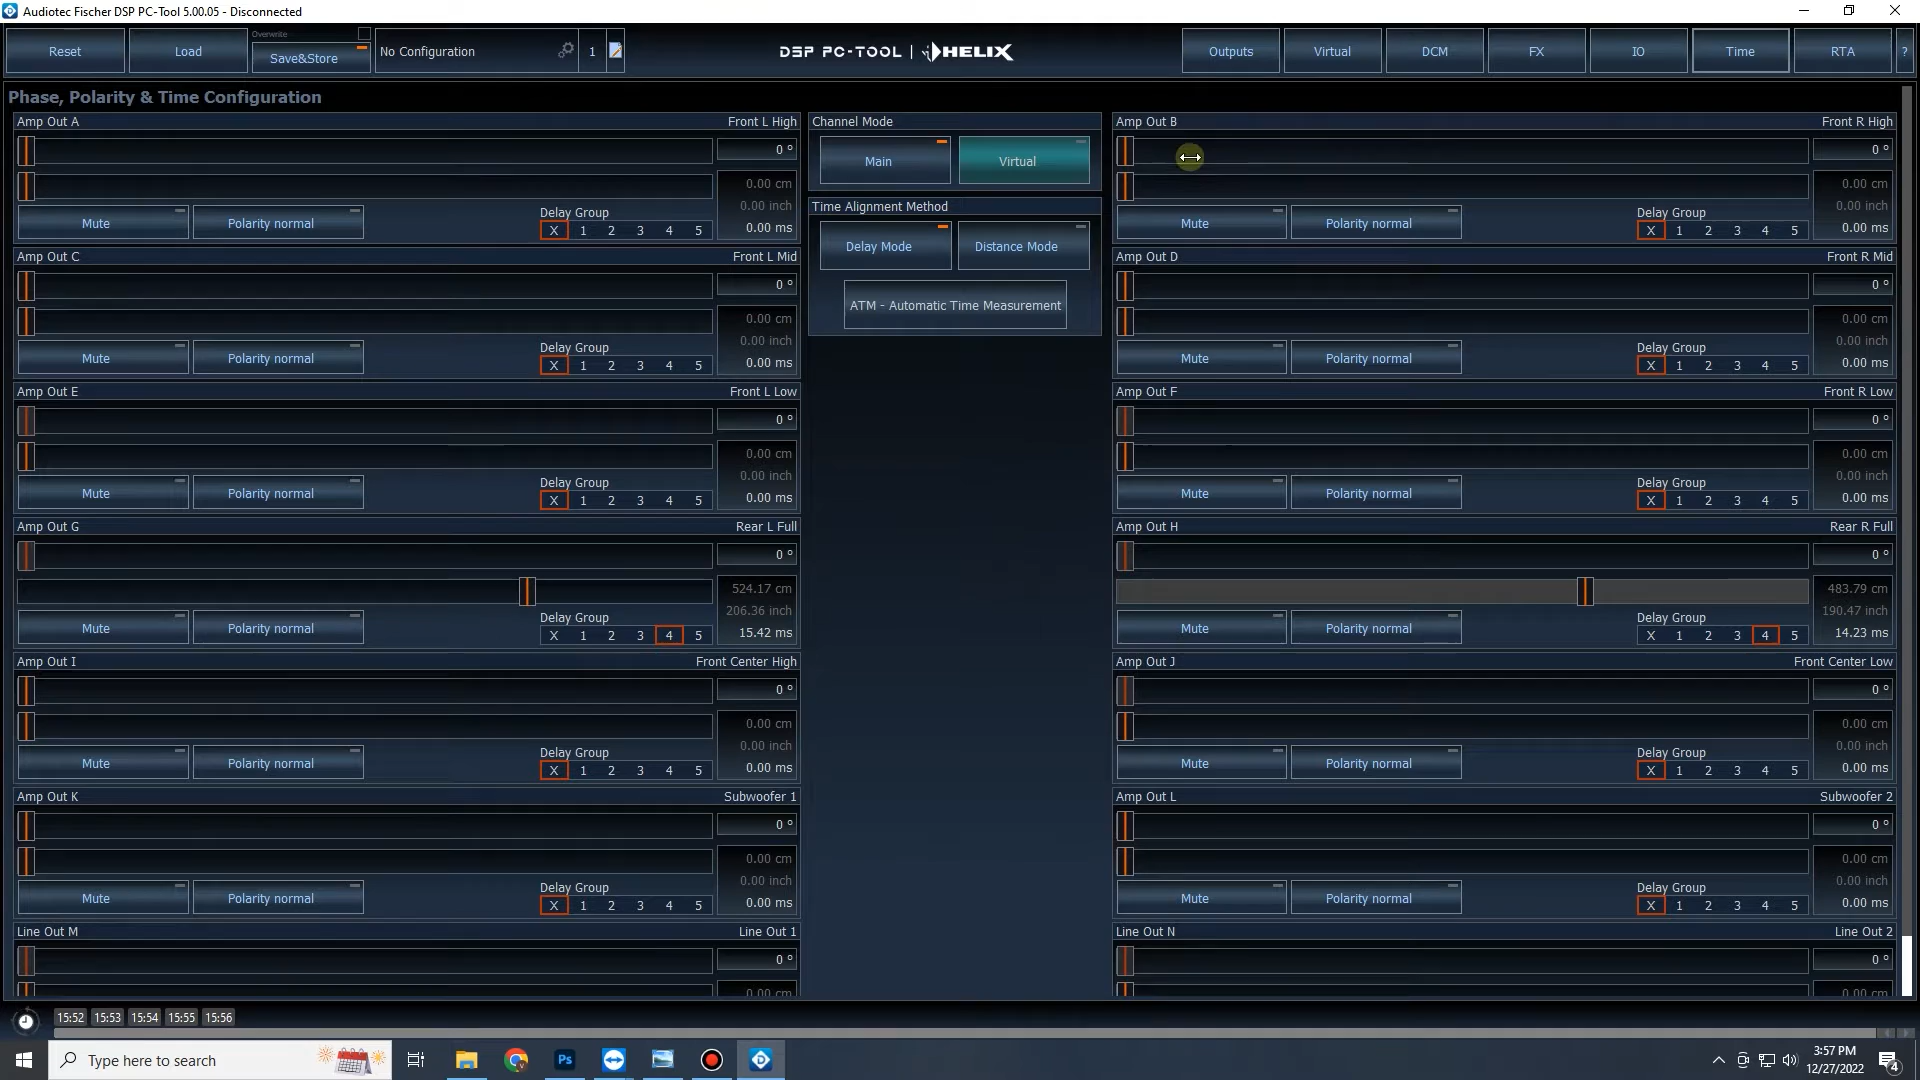 Audiotec Fischer DSP PC-Tool 5.00.05 - Disconnected
Reset
Load
Overwrite
Save&Store
No Configuration
1
DSP PC-TOOL | HELIX
Outputs
Virtual
DCM
FX
IO
Time
RTA
?
Phase, Polarity & Time Configuration
Amp Out A
Front L High
0 °
0.00 cm
0.00 inch
0.00 ms
Mute
Polarity normal
Delay Group
X 1 2 3 4 5
Channel Mode
Main
Virtual
Time Alignment Method
Delay Mode
Distance Mode
ATM - Automatic Time Measurement
Amp Out B
Front R High
0 °
0.00 cm
0.00 inch
0.00 ms
Mute
Polarity normal
Delay Group
X 1 2 3 4 5
Amp Out C
Front L Mid
0 °
0.00 cm
0.00 inch
0.00 ms
Mute
Polarity normal
Delay Group
X 1 2 3 4 5
Amp Out D
Front R Mid
0 °
0.00 cm
0.00 inch
0.00 ms
Mute
Polarity normal
Delay Group
X 1 2 3 4 5
Amp Out E
Front L Low
0 °
0.00 cm
0.00 inch
0.00 ms
Mute
Polarity normal
Delay Group
X 1 2 3 4 5
Amp Out F
Front R Low
0 °
0.00 cm
0.00 inch
0.00 ms
Mute
Polarity normal
Delay Group
X 1 2 3 4 5
Amp Out G
Rear L Full
0 °
524.17 cm
206.36 inch
15.42 ms
Mute
Polarity normal
Delay Group
X 1 2 3 4 5
Amp Out H
Rear R Full
0 °
483.79 cm
190.47 inch
14.23 ms
Mute
Polarity normal
Delay Group
X 1 2 3 4 5
Amp Out I
Front Center High
0 °
0.00 cm
0.00 inch
0.00 ms
Mute
Polarity normal
Delay Group
X 1 2 3 4 5
Amp Out J
Front Center Low
0 °
0.00 cm
0.00 inch
0.00 ms
Mute
Polarity normal
Delay Group
X 1 2 3 4 5
Amp Out K
Subwoofer 1
0 °
0.00 cm
0.00 inch
0.00 ms
Mute
Polarity normal
Delay Group
X 1 2 3 4 5
Amp Out L
Subwoofer 2
0 °
0.00 cm
0.00 inch
0.00 ms
Mute
Polarity normal
Delay Group
X 1 2 3 4 5
Line Out M
Line Out 1
0 °
0.00 cm
Line Out N
Line Out 2
0 °
0.00 cm
15:52 15:53 15:54 15:55 15:56
Type here to search
Ps
3:57 PM
12/27/2022
4